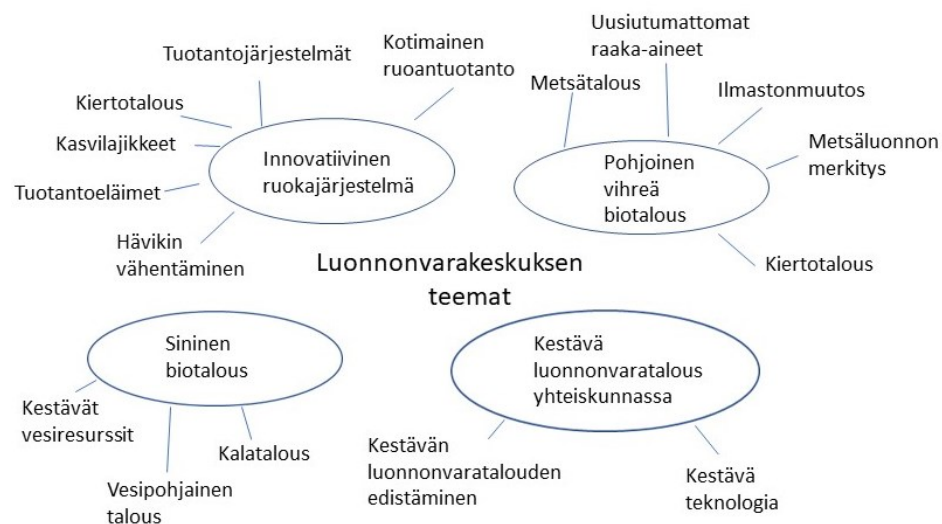 Luonnonvarakeskuksen
teemat
Innovatiivinen
ruokajärjestelmä
Tuotantojärjestelmät
Kotimainen
ruoantuotanto
Kiertotalous
Kasvilajikkeet
Tuotantoeläimet
Hävikin
vähentäminen
Pohjoinen
vihreä
biotalous
Metsätalous
Uusiutumattomat
raaka-aineet
Ilmastonmuutos
Metsäluonnon
merkitys
Kiertotalous
Sininen
biotalous
Kestävät
vesiresurssit
Vesipohjainen
talous
Kalatalous
Kestävä
luonnonvaratalous
yhteiskunnassa
Kestävän
luonnonvaratalouden
edistäminen
Kestävä
teknologia